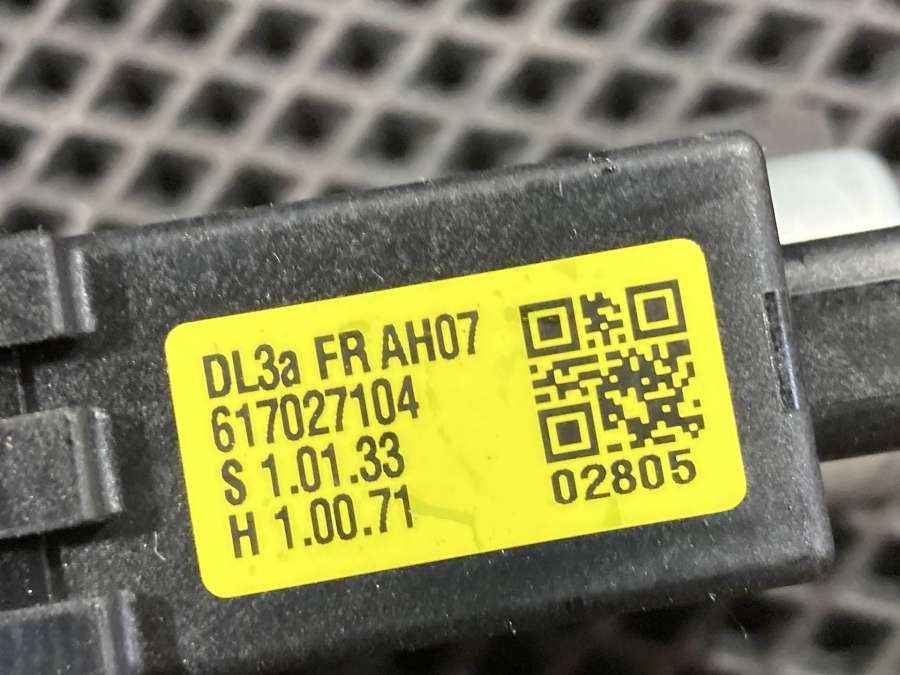 DL3a FR AH07
617027104
S 1.01.33
H 1.00.71
02805